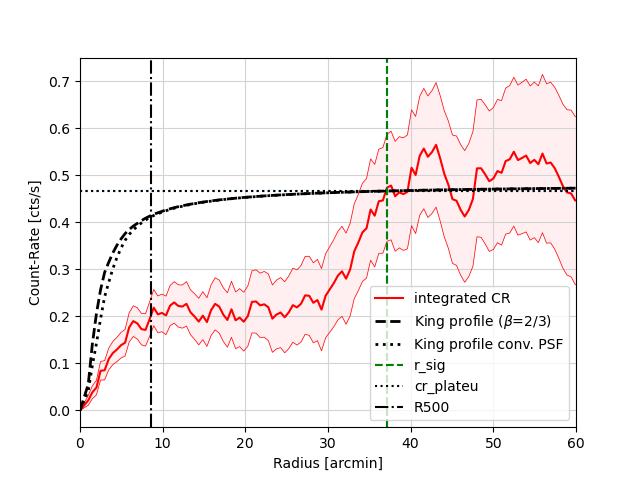 0.7
0.6
0.5
0.4
0.3
0.2
0.1
0.0
Count-Rate [cts/s]
integrated CR
King profile (β=2/3)
King profile conv. PSF
r_sig
cr_plateu
R500
0 10 20 30 40 50 60
Radius [arcmin]